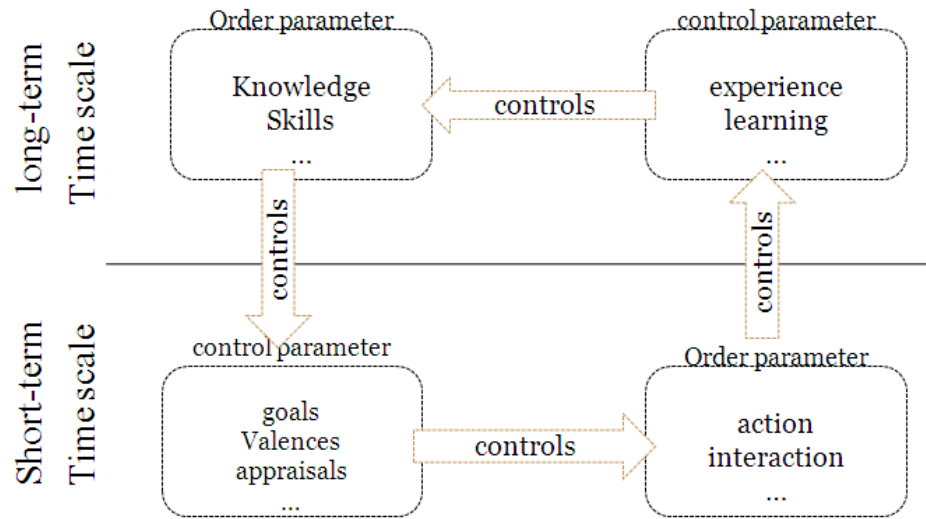 Order parameter
control parameter
long-term
Time scale
Knowledge
Skills
...
controls
experience
learning
...
controls
controls
control parameter
Order parameter
Short-term
Time scale
goals
Valences
appraisals
...
controls
action
interaction
...